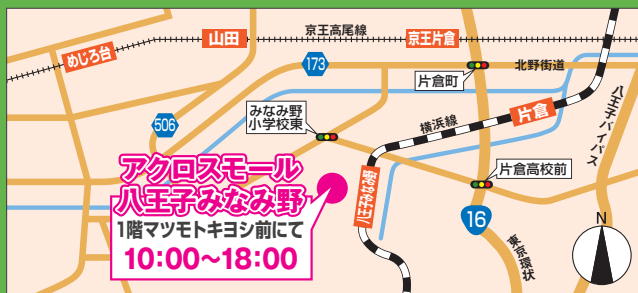 京王高尾線
山田
京王片倉
めじろ台
173
北野街道
片倉町
506
みなみ野
小学校東
横浜線
片倉
八王子バイパス
アクロスモール
八王子みなみ野
1階マツモトキヨシ前にて
10:00～18:00
八王子みなみ野
片倉高校前
16
東京環状
N